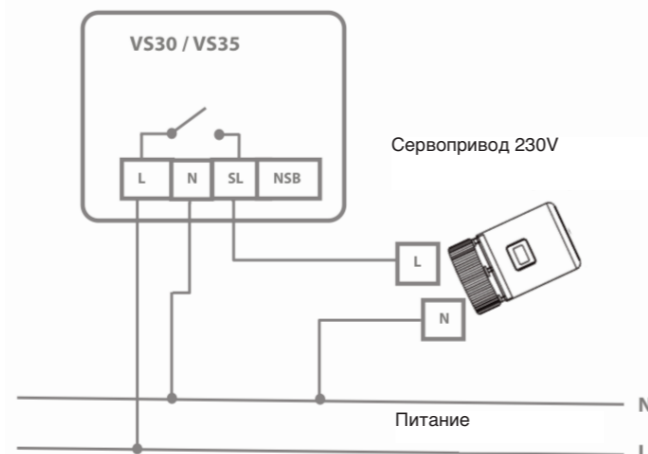 VS30 / VS35
L N SL NSB
Сервопривод 230V
L
N
N
Питание
L